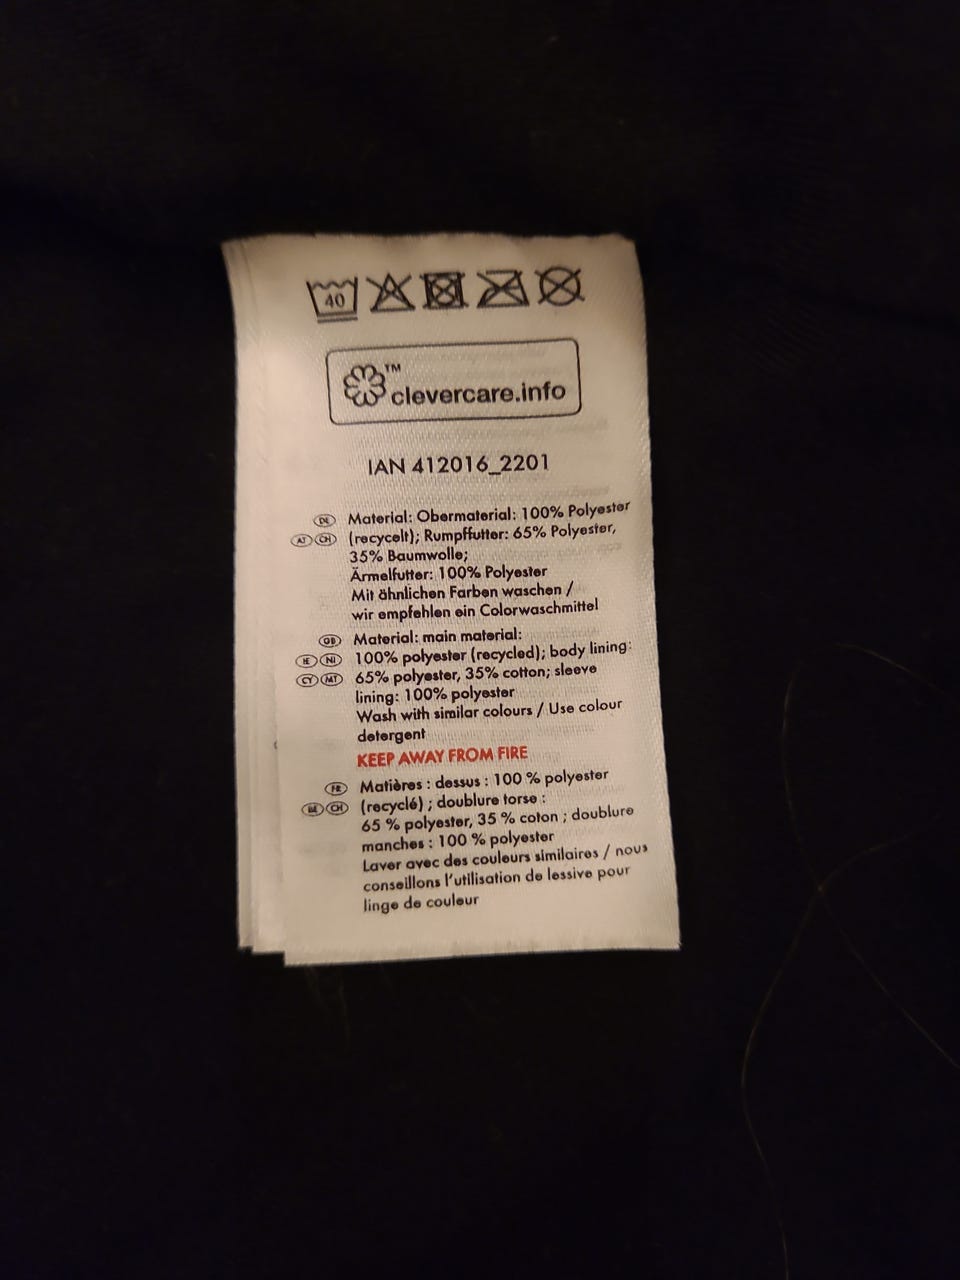 40
™
clevercare.info
IAN 412016_2201
DE Material: Obermaterial: 100% Polyester
AT CH (recycelt); Rumpffutter: 65% Polyester,
35% Baumwolle;
Ärmelfutter: 100% Polyester
Mit ähnlichen Farben waschen /
wir empfehlen ein Colorwaschmittel
GB Material: main material:
IE NI 100% polyester (recycled); body lining:
CY MT 65% polyester, 35% cotton; sleeve
lining: 100% polyester
Wash with similar colours / Use colour
detergent
KEEP AWAY FROM FIRE
FR Matières : dessus : 100 % polyester
BE CH (recyclé) ; doublure torse :
65 % polyester, 35 % coton ; doublure
manches : 100 % polyester
Laver avec des couleurs similaires / nous
conseillons l'utilisation de lessive pour
linge de couleur